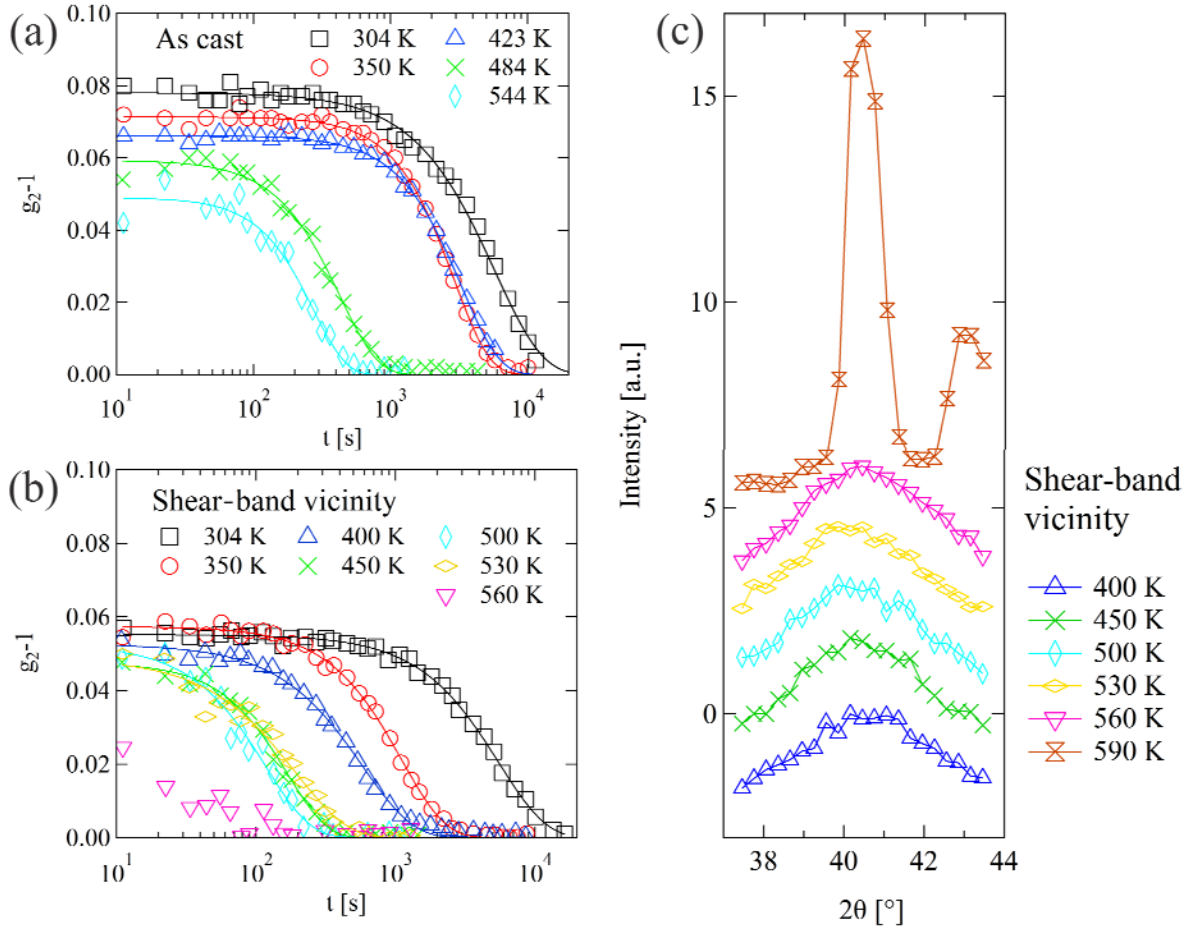 (a)
As cast
304 K
350 K
423 K
484 K
544 K
0.10
0.08
0.06
0.04
0.02
0.00
g2-1
10^1
10^2
10^3
10^4
t [s]
(b)
Shear-band vicinity
304 K
350 K
400 K
450 K
500 K
530 K
560 K
0.10
0.08
0.06
0.04
0.02
0.00
g2-1
10^1
10^2
10^3
10^4
t [s]
(c)
15
10
5
0
Intensity [a.u.]
38
40
42
44
2θ [°]
Shear-band
vicinity
400 K
450 K
500 K
530 K
560 K
590 K